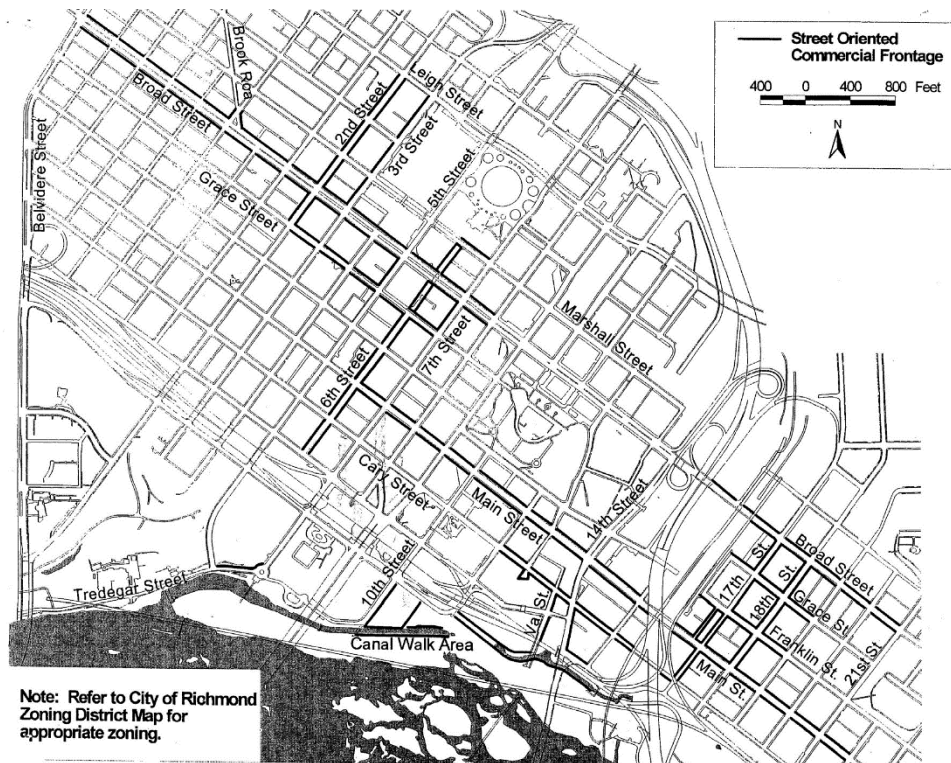 Street Oriented
Commercial Frontage
400 0 400 800 Feet
N
Brook Roa
Broad Street
2nd Street
Leigh Street
3rd Street
5th Street
Belvidere Street
Grace Street
Marshall Street
6th Street
7th Street
Cary Street
Main Street
14th Street
10th Street
Tredegar Street
Va St.
Canal Walk Area
Broad Street
17th St.
18th St.
Grace St.
Franklin St.
21st St.
Main St.
Note: Refer to City of Richmond
Zoning District Map for
appropriate zoning.